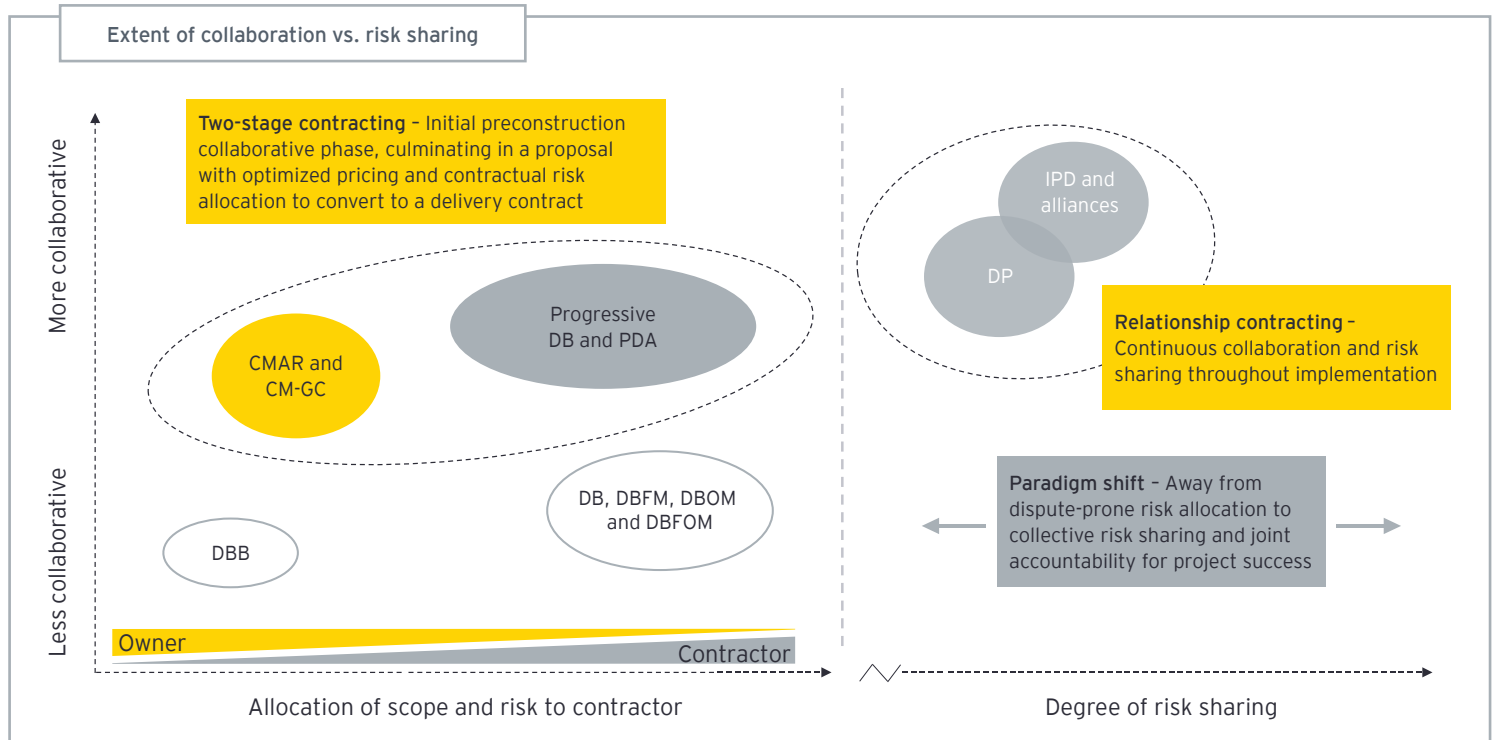 Extent of collaboration vs. risk sharing
More collaborative
Less collaborative
Two-stage contracting – Initial preconstruction
collaborative phase, culminating in a proposal
with optimized pricing and contractual risk
allocation to convert to a delivery contract
CMAR and
CM-GC
Progressive
DB and PDA
DBB
DB, DBFM, DBOM
and DBFOM
Owner
Contractor
Allocation of scope and risk to contractor
IPD and
alliances
DP
Relationship contracting –
Continuous collaboration and risk
sharing throughout implementation
Paradigm shift – Away from
dispute-prone risk allocation to
collective risk sharing and joint
accountability for project success
Degree of risk sharing